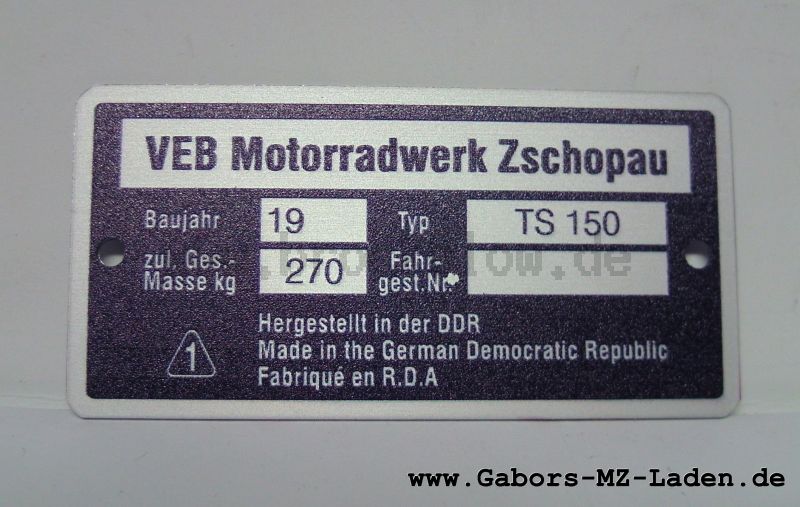 VEB Motorradwerk Zschopau
Baujahr 19 Typ TS 150
zul. Ges.- Fahr-
Masse kg 270 gest.Nr.
Hergestellt in der DDR
1 Made in the German Democratic Republic
Fabriqué en R.D.A
www.Gabors-MZ-Laden.de